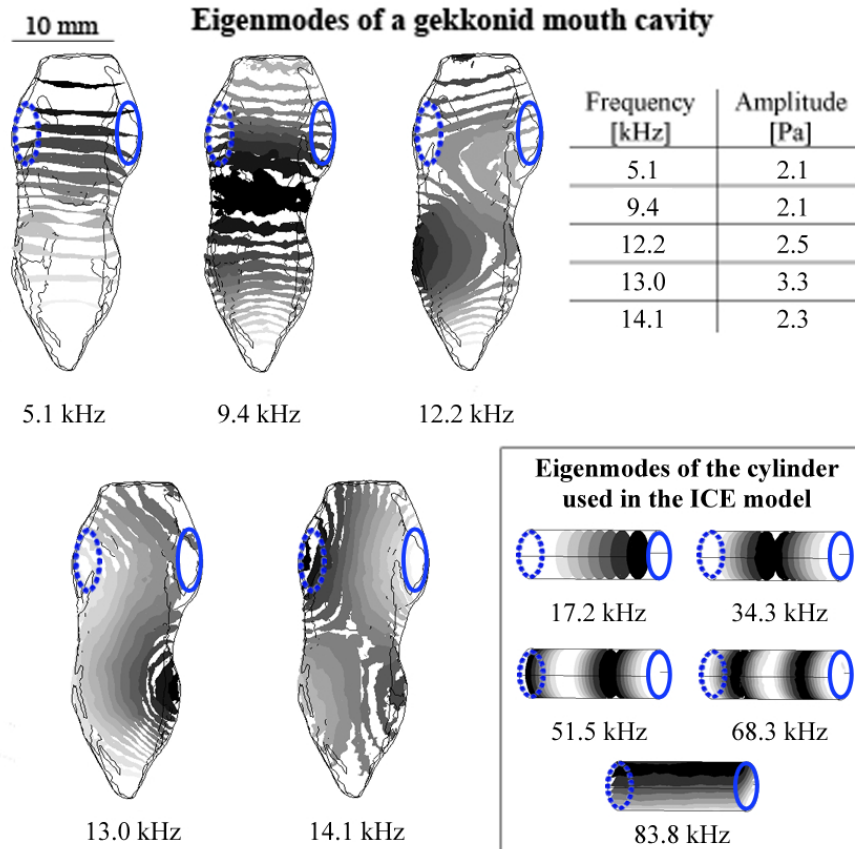 10 mm
Eigenmodes of a gekkonid mouth cavity
Frequency Amplitude
[kHz] [Pa]
5.1 2.1
9.4 2.1
12.2 2.5
13.0 3.3
14.1 2.3
5.1 kHz 9.4 kHz 12.2 kHz
Eigenmodes of the cylinder
used in the ICE model
17.2 kHz 34.3 kHz
51.5 kHz 68.3 kHz
83.8 kHz
13.0 kHz 14.1 kHz